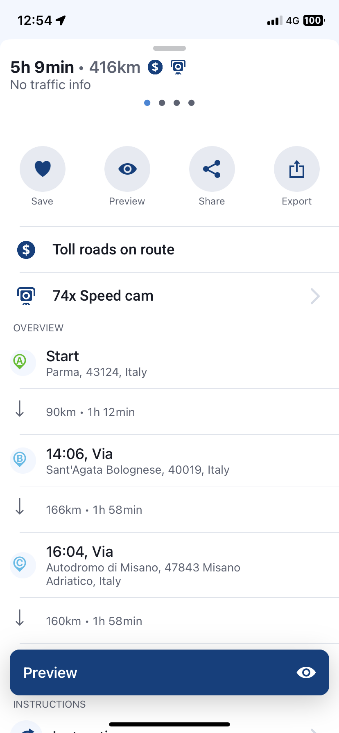 12:54
4G 100
5h 9min • 416km $
No traffic info
Save Preview Share Export
$ Toll roads on route
74x Speed cam
OVERVIEW
A Start
Parma, 43124, Italy
90km • 1h 12min
B 14:06, Via
Sant'Agata Bolognese, 40019, Italy
166km • 1h 58min
C 16:04, Via
Autodromo di Misano, 47843 Misano
Adriatico, Italy
160km • 1h 58min
Preview
INSTRUCTIONS